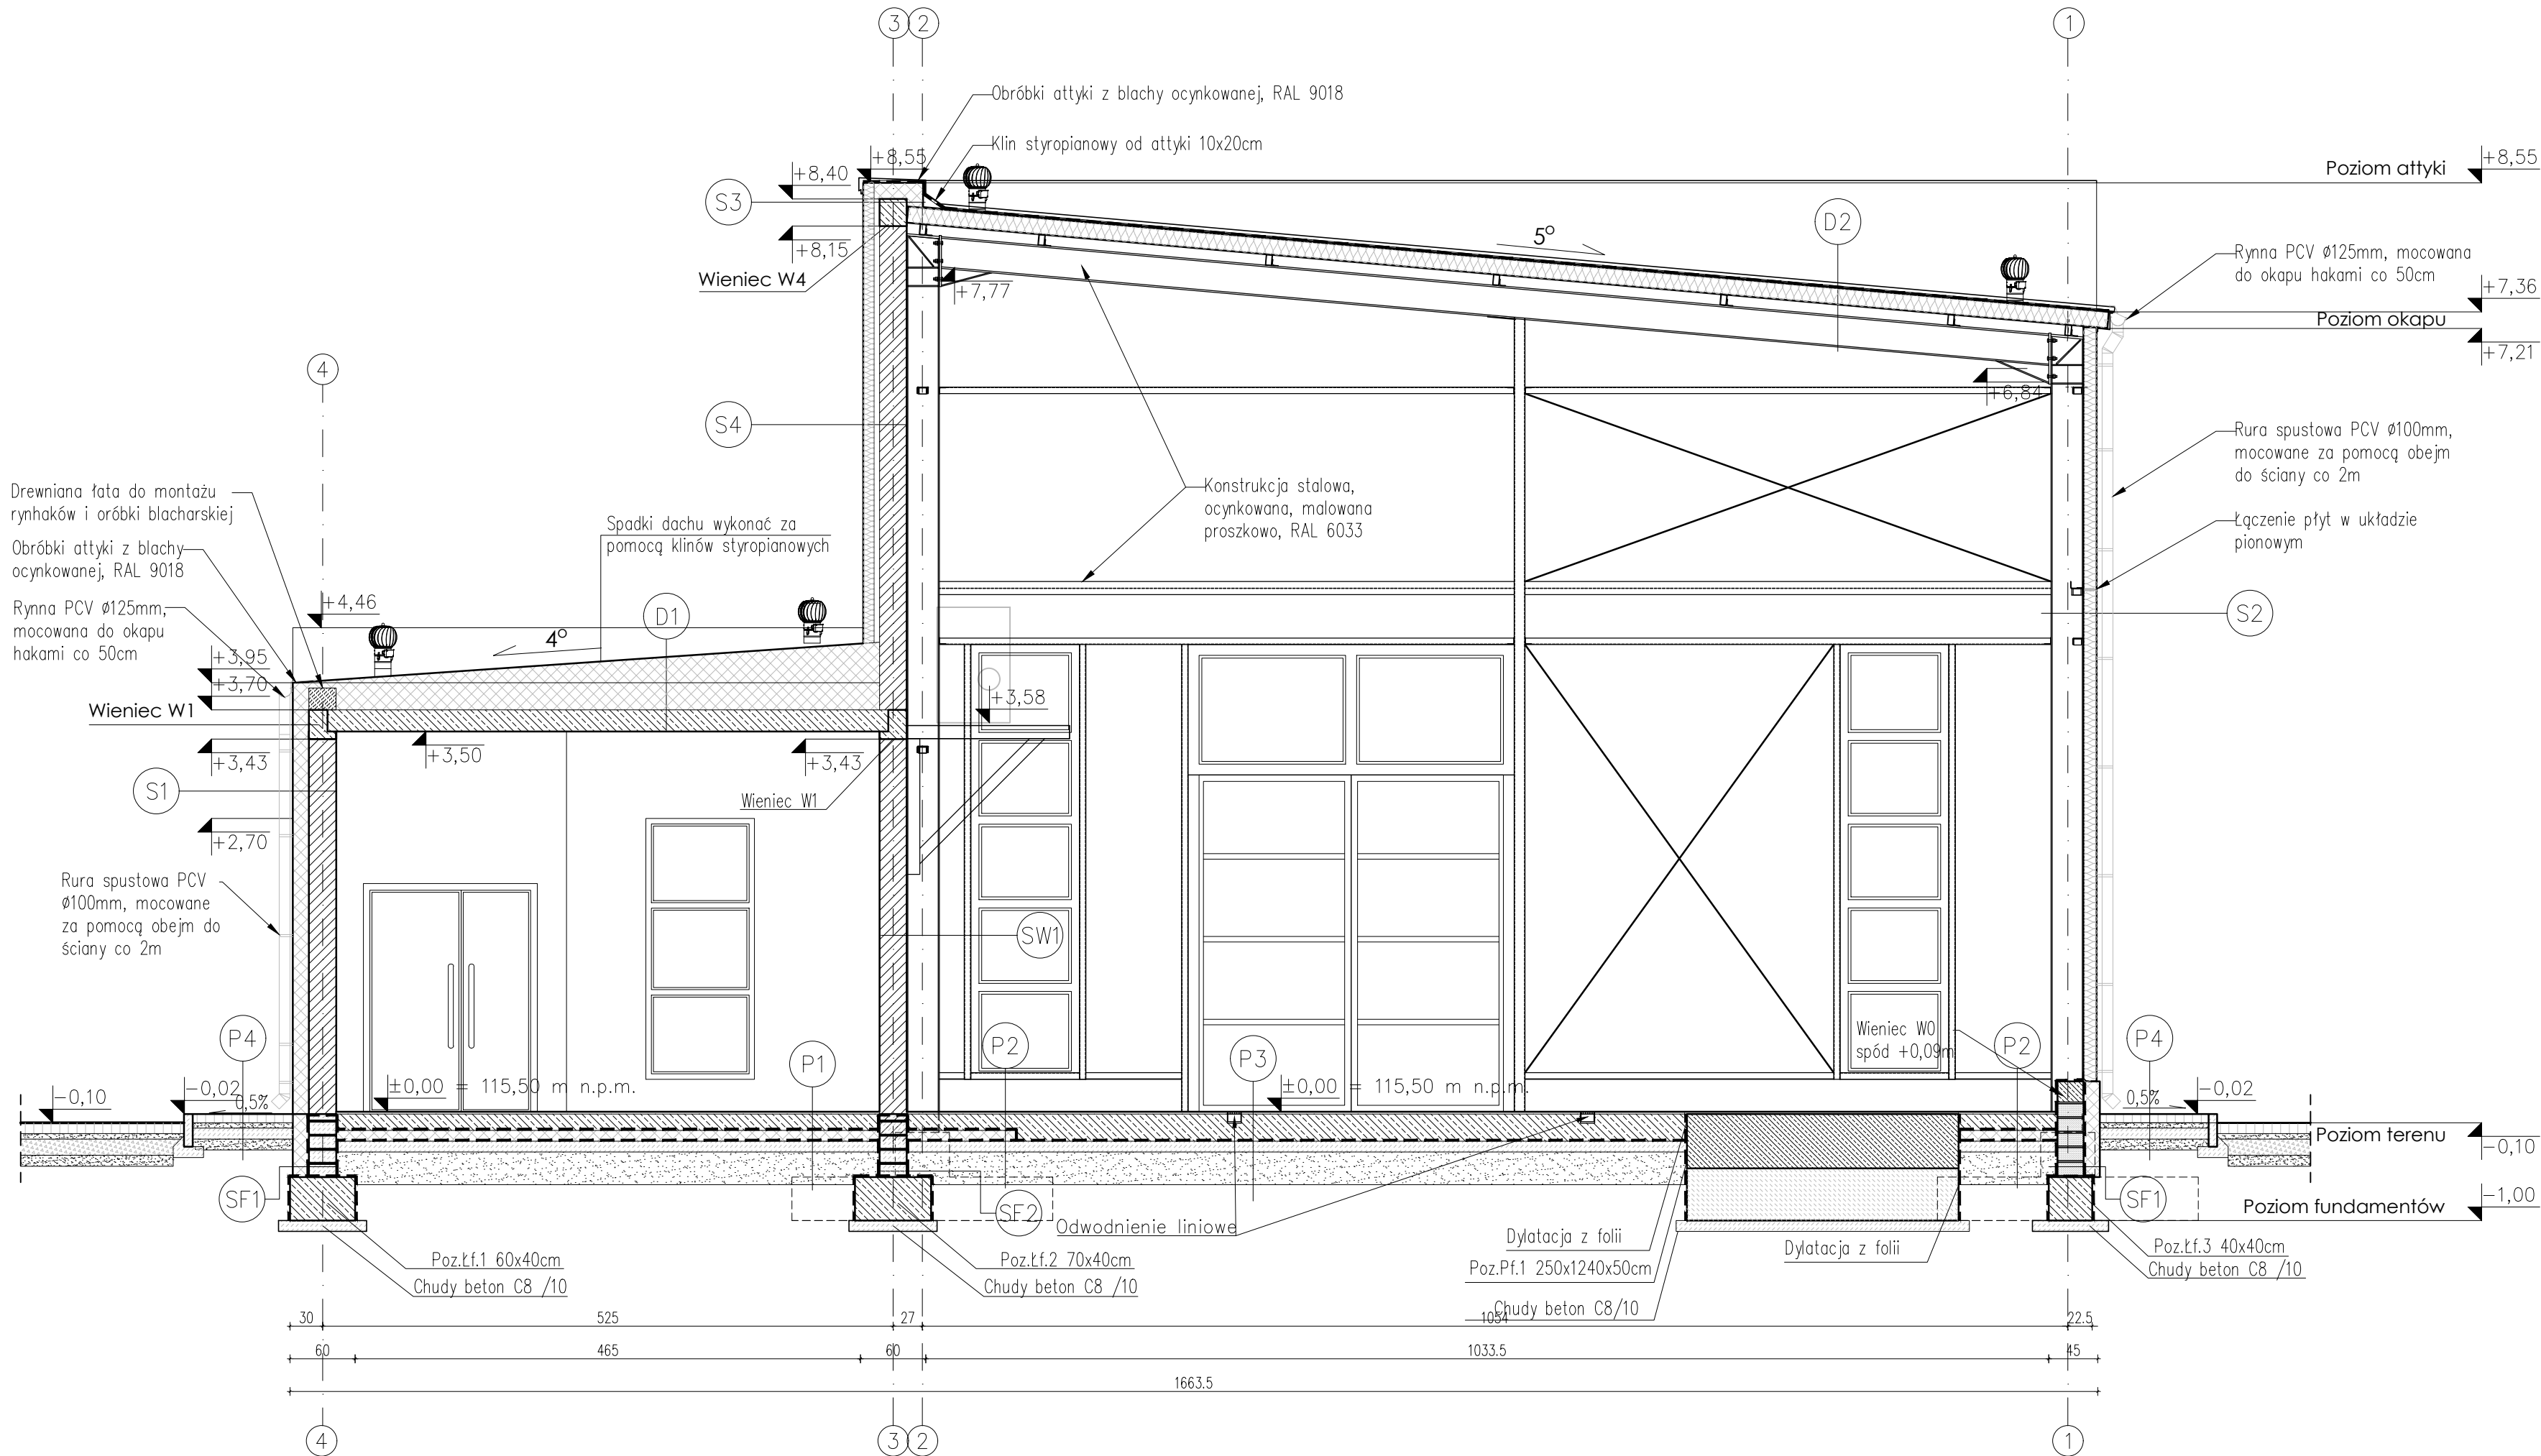 3
2
1
Obróbki attyki z blachy ocynkowanej, RAL 9018
Klin styropianowy od attyki 10x20cm
+8,55
+8,40
S3
+8,15
Wieniec W4
+7,77
5°
D2
Poziom attyki
+8,55
Rynna PCV ø125mm, mocowana
do okapu hakami co 50cm
+7,36
Poziom okapu
+7,21
+6,84
4
S4
Konstrukcja stalowa,
ocynkowana, malowana
proszkowo, RAL 6033
Rura spustowa PCV ø100mm,
mocowane za pomocą obejm
do ściany co 2m
Łączenie płyt w układzie
pionowym
S2
Drewniana łata do montażu
rynhaków i oróbki blacharskiej
Obróbki attyki z blachy
ocynkowanej, RAL 9018
Rynna PCV ø125mm,
mocowana do okapu
hakami co 50cm
Spadki dachu wykonać za
pomocą klinów styropianowych
+4,46
4°
D1
+3,95
+3,70
Wieniec W1
+3,43
+3,50
+3,43
+3,58
S1
Wieniec W1
+2,70
Rura spustowa PCV
ø100mm, mocowane
za pomocą obejm do
ściany co 2m
SW1
P4
P1
P2
P3
Wieniec W0
spód +0,09m
P2
P4
-0,10
-0,02
0,5%
±0,00 = 115,50 m n.p.m.
±0,00 = 115,50 m n.p.m.
0,5%
-0,02
Poziom terenu
-0,10
SF1
SF2
SF1
Odwodnienie liniowe
Poziom fundamentów
-1,00
Poz.Łf.1 60x40cm
Chudy beton C8 /10
Poz.Łf.2 70x40cm
Chudy beton C8 /10
Dylatacja z folii
Poz.Pf.1 250x1240x50cm
Chudy beton C8/10
Dylatacja z folii
Poz.Łf.3 40x40cm
Chudy beton C8 /10
30
525
27
1054
22.5
60
465
60
1033.5
45
1663.5
4
3
2
1